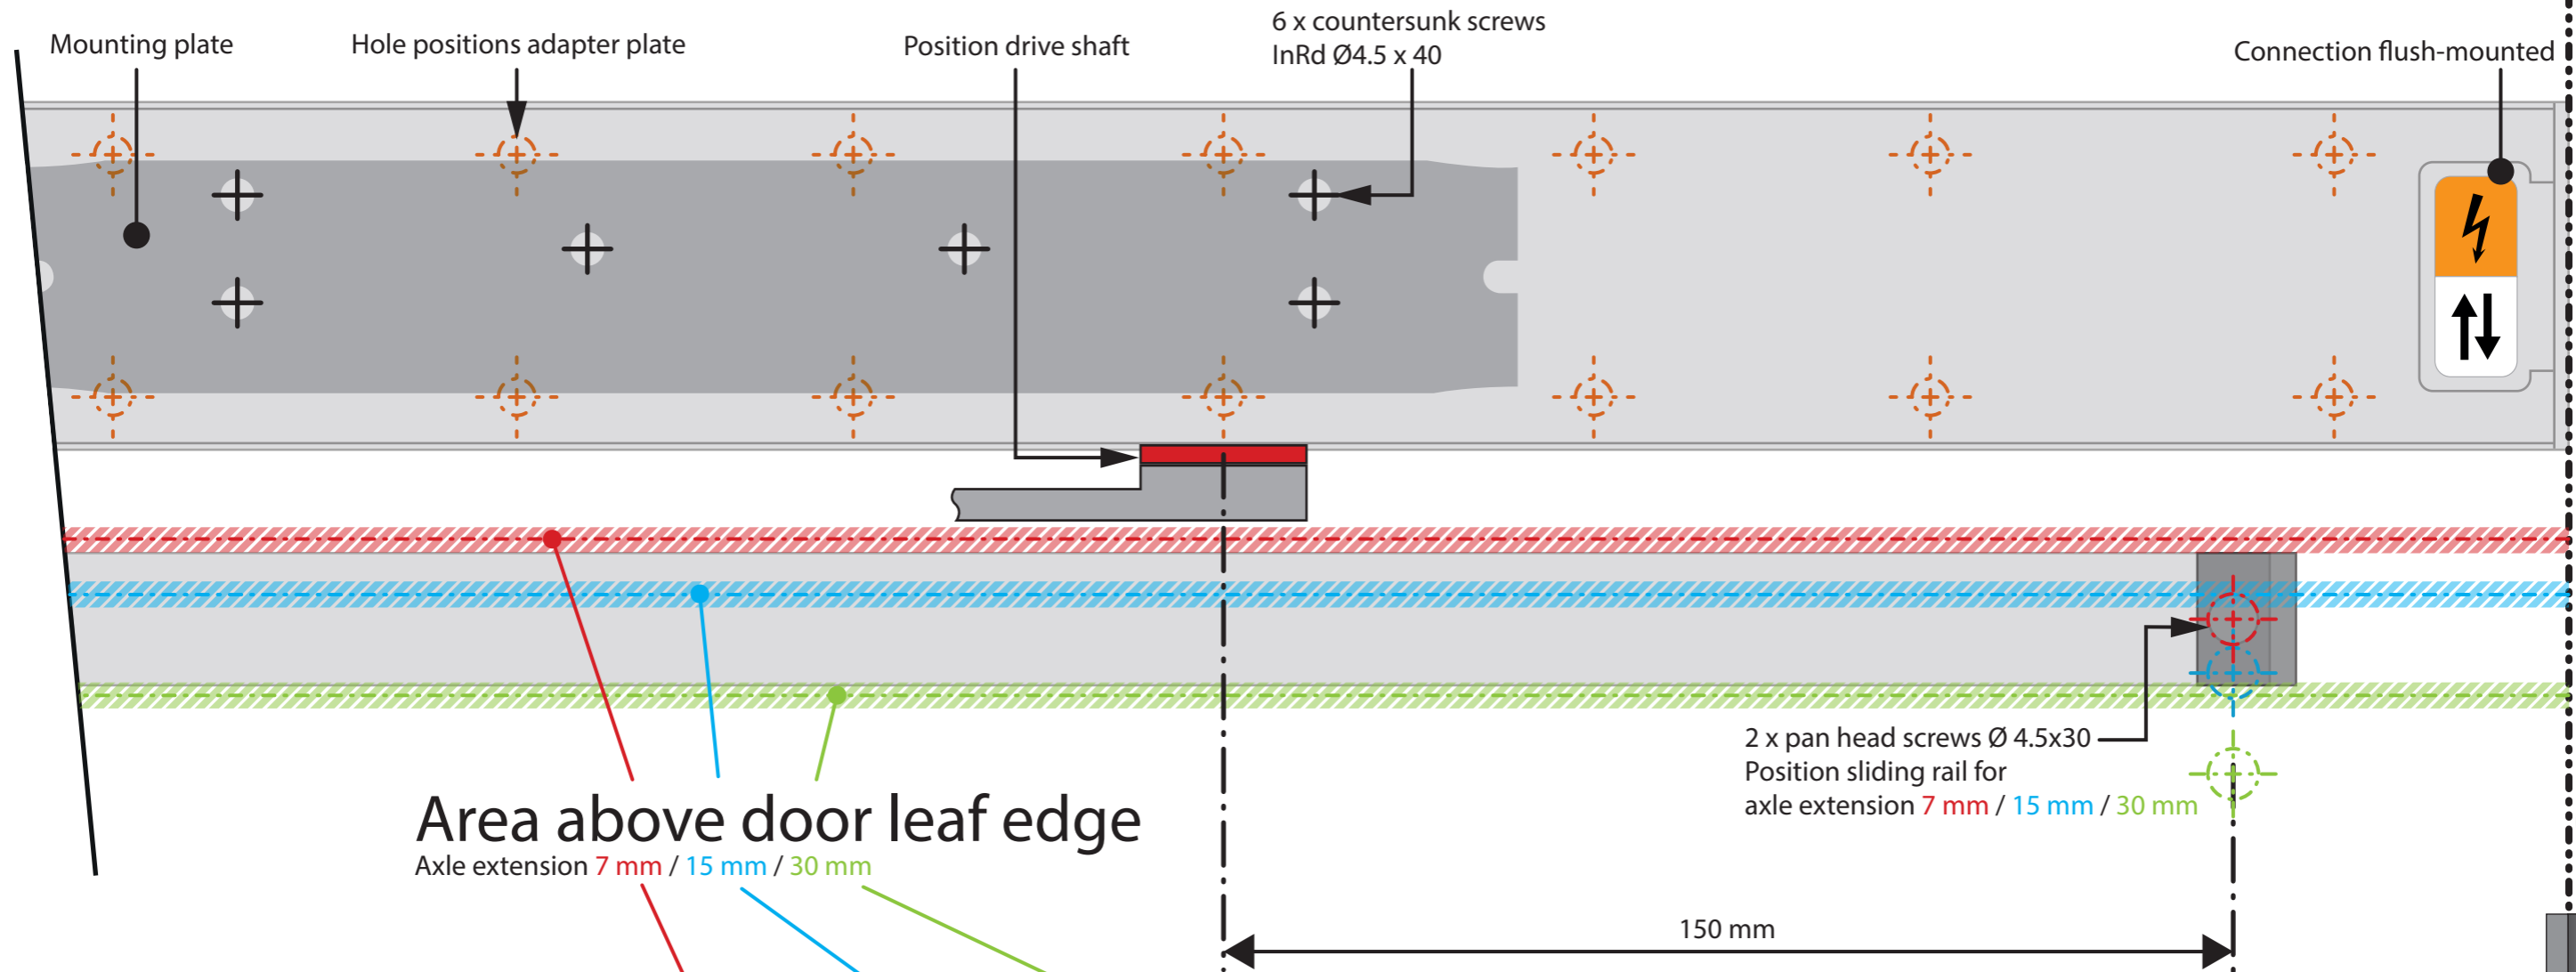 Mounting plate
Hole positions adapter plate
Position drive shaft
6 x countersunk screws
InRd Ø4.5 x 40
Connection flush-mounted
2 x pan head screws Ø 4.5x30
Position sliding rail for
axle extension 7 mm / 15 mm / 30 mm
Area above door leaf edge
Axle extension 7 mm / 15 mm / 30 mm
150 mm